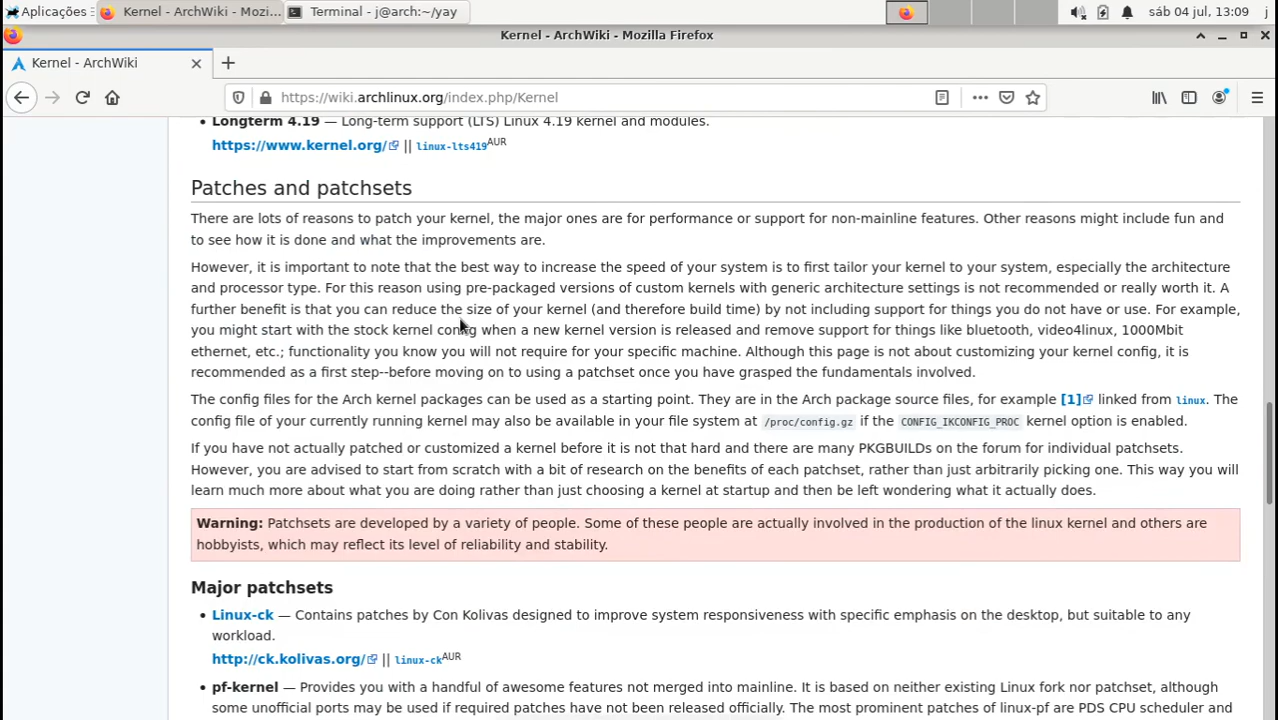 Aplicações
Kernel - ArchWiki - Mozi...
Terminal - j@arch:~/yay
sáb 04 jul, 13:09
j
Kernel - ArchWiki - Mozilla Firefox
Kernel - ArchWiki
https://wiki.archlinux.org/index.php/Kernel
• Longterm 4.19 — Long-term support (LTS) Linux 4.19 kernel and modules.
https://www.kernel.org/ || linux-lts419AUR
Patches and patchsets
There are lots of reasons to patch your kernel, the major ones are for performance or support for non-mainline features. Other reasons might include fun and
to see how it is done and what the improvements are.
However, it is important to note that the best way to increase the speed of your system is to first tailor your kernel to your system, especially the architecture
and processor type. For this reason using pre-packaged versions of custom kernels with generic architecture settings is not recommended or really worth it. A
further benefit is that you can reduce the size of your kernel (and therefore build time) by not including support for things you do not have or use. For example,
you might start with the stock kernel config when a new kernel version is released and remove support for things like bluetooth, video4linux, 1000Mbit
ethernet, etc.; functionality you know you will not require for your specific machine. Although this page is not about customizing your kernel config, it is
recommended as a first step--before moving on to using a patchset once you have grasped the fundamentals involved.
The config files for the Arch kernel packages can be used as a starting point. They are in the Arch package source files, for example [1] linked from linux. The
config file of your currently running kernel may also be available in your file system at /proc/config.gz if the CONFIG_IKCONFIG_PROC kernel option is enabled.
If you have not actually patched or customized a kernel before it is not that hard and there are many PKGBUILDs on the forum for individual patchsets.
However, you are advised to start from scratch with a bit of research on the benefits of each patchset, rather than just arbitrarily picking one. This way you will
learn much more about what you are doing rather than just choosing a kernel at startup and then be left wondering what it actually does.
Warning: Patchsets are developed by a variety of people. Some of these people are actually involved in the production of the linux kernel and others are
hobbyists, which may reflect its level of reliability and stability.
Major patchsets
• Linux-ck — Contains patches by Con Kolivas designed to improve system responsiveness with specific emphasis on the desktop, but suitable to any
workload.
http://ck.kolivas.org/ || linux-ckAUR
• pf-kernel — Provides you with a handful of awesome features not merged into mainline. It is based on neither existing Linux fork nor patchset, although
some unofficial ports may be used if required patches have not been released officially. The most prominent patches of linux-pf are PDS CPU scheduler and